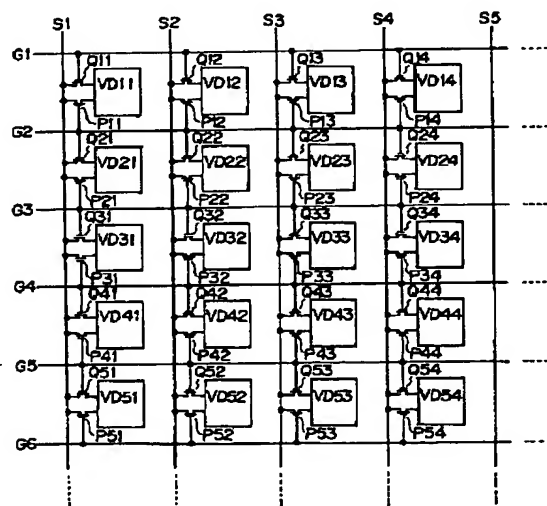 S1 S2 S3 S4 S5
G1
Q11 Q12 Q13 Q14
VD11 VD12 VD13 VD14
P11 P12 P13 P14
G2
Q21 Q22 Q23 Q24
VD21 VD22 VD23 VD24
P21 P22 P23 P24
G3
Q31 Q32 Q33 Q34
VD31 VD32 VD33 VD34
P31 P32 P33 P34
G4
Q41 Q42 Q43 Q44
VD41 VD42 VD43 VD44
P41 P42 P43 P44
G5
Q51 Q52 Q53 Q54
VD51 VD52 VD53 VD54
P51 P52 P53 P54
G6